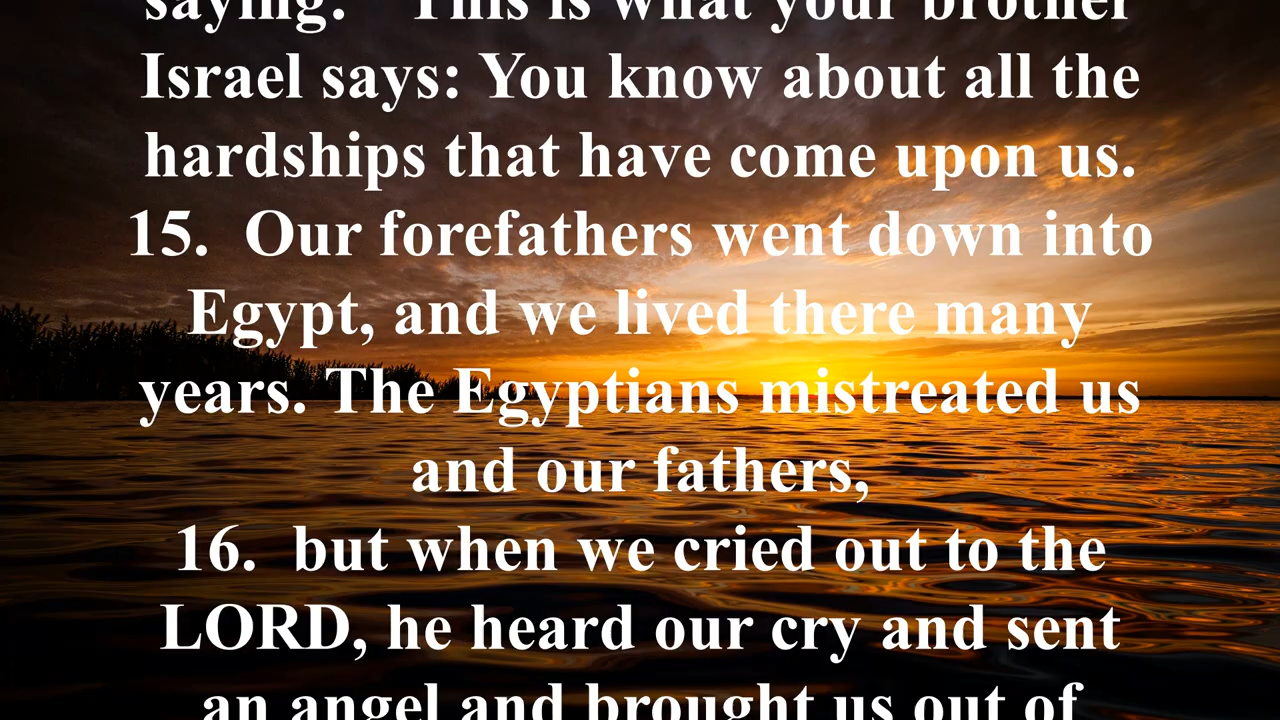 saying: "This is what your brother
Israel says: You know about all the
hardships that have come upon us.
15.  Our forefathers went down into
Egypt, and we lived there many
years. The Egyptians mistreated us
and our fathers,
16.  but when we cried out to the
LORD, he heard our cry and sent
an angel and brought us out of